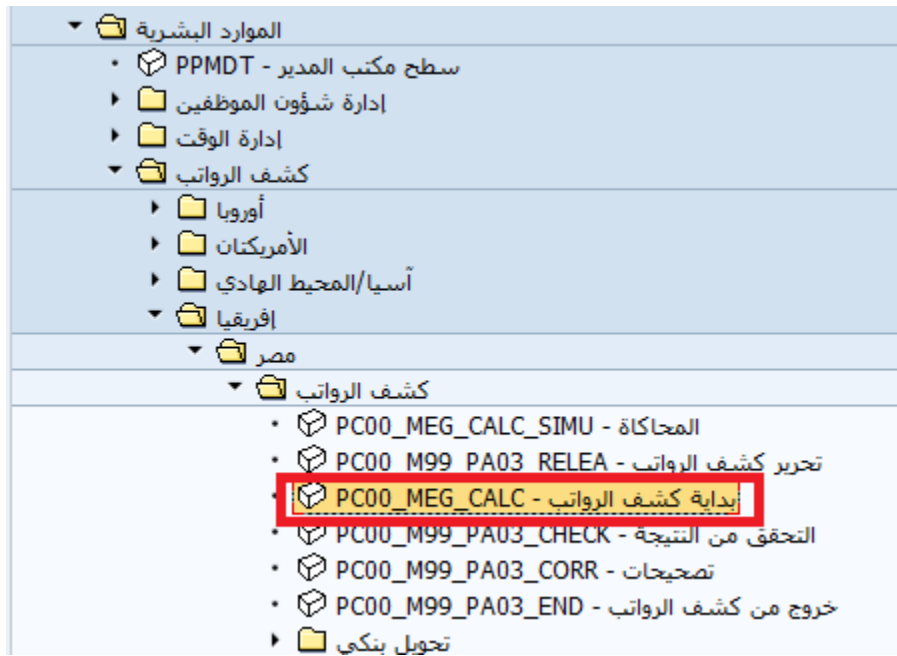 الموارد البشرية
سطح مكتب المدير - PPMDT
إدارة شؤون الموظفين
إدارة الوقت
كشف الرواتب
أوروبا
الأمريكتان
آسيا/المحيط الهادي
إفريقيا
مصر
كشف الرواتب
المحاكاة - PC00_MEG_CALC_SIMU
تحرير كشف الرواتب - PC00_M99_PA03_RELEA
بداية كشف الرواتب - PC00_MEG_CALC
التحقق من النتيجة - PC00_M99_PA03_CHECK
تصحيحات - PC00_M99_PA03_CORR
خروج من كشف الرواتب - PC00_M99_PA03_END
تحويل بنكي